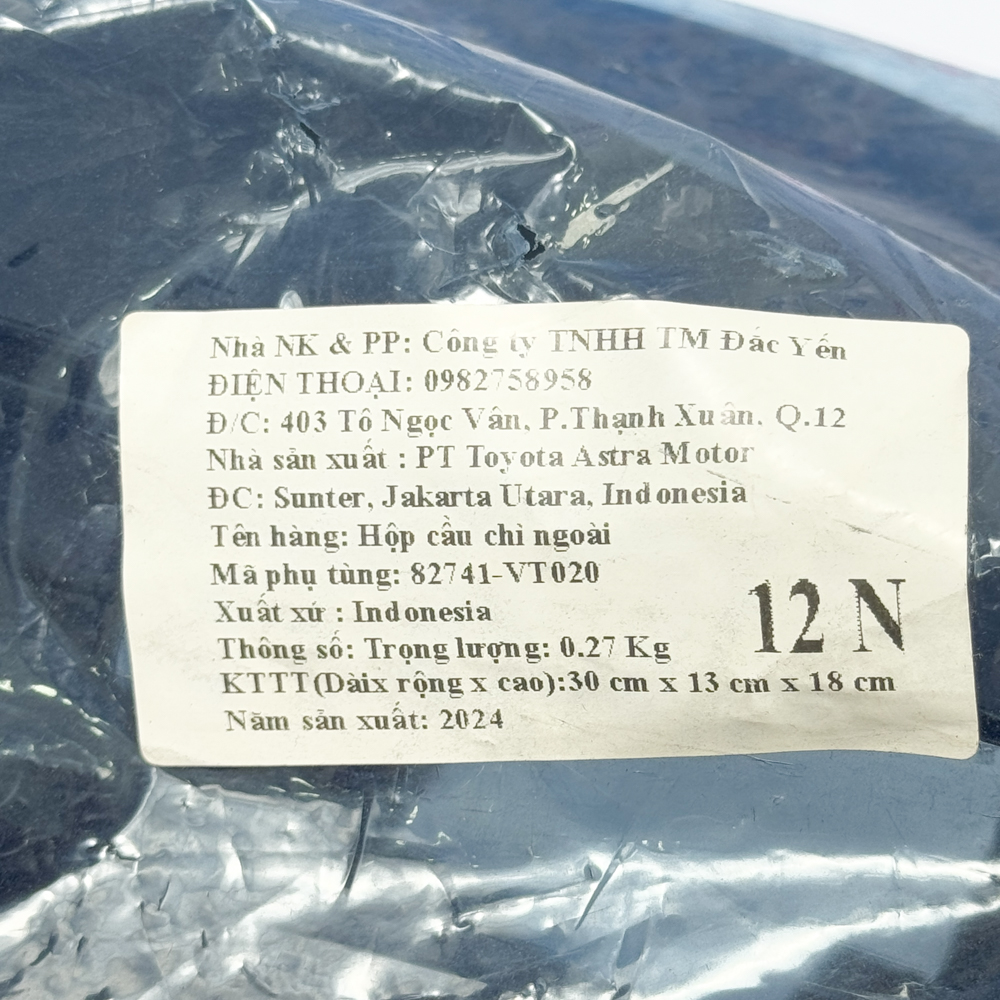 Nhà NK & PP: Công ty TNHH TM Đắc Yến
ĐIỆN THOẠI: 0982758958
Đ/C: 403 Tô Ngọc Vân, P.Thạnh Xuân, Q.12
Nhà sản xuất : PT Toyota Astra Motor
ĐC: Sunter, Jakarta Utara, Indonesia
Tên hàng: Hộp cầu chì ngoài
Mã phụ tùng: 82741-VT020
Xuất xứ : Indonesia
12 N
Thông số: Trọng lượng: 0.27 Kg
KTTT(Dàix rộng x cao):30 cm x 13 cm x 18 cm
Năm sản xuất: 2024